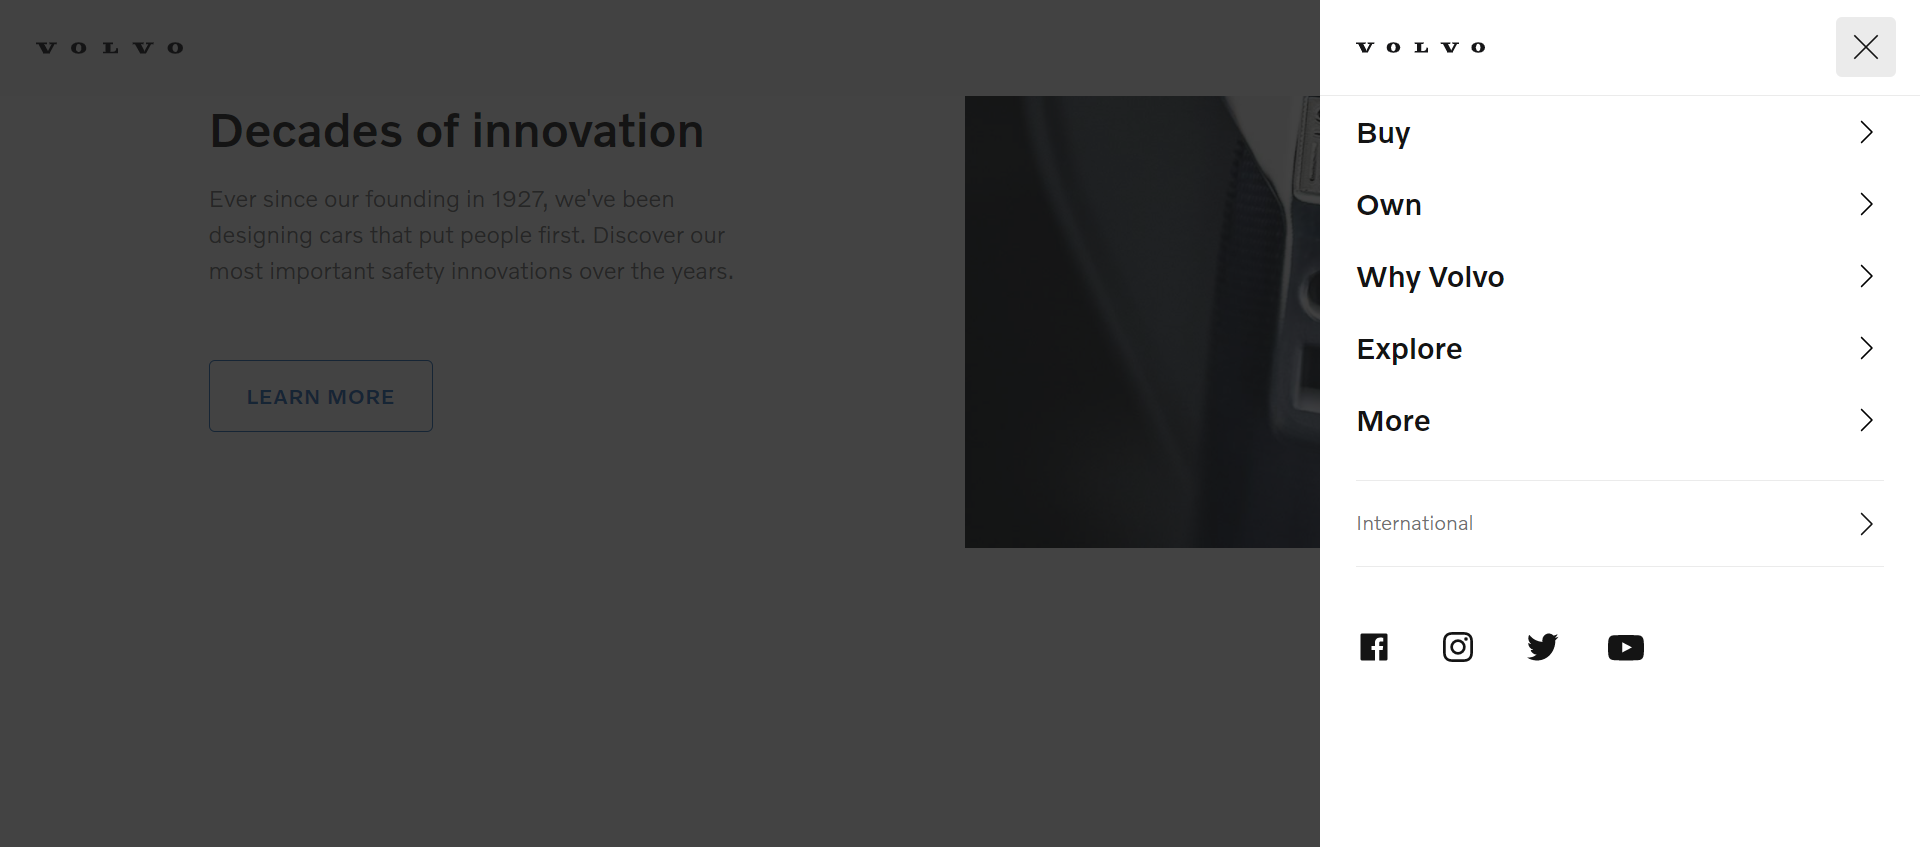 VOLVO
Decades of innovation
Ever since our founding in 1927, we've been
designing cars that put people first. Discover our
most important safety innovations over the years.
LEARN MORE
VOLVO
Buy
Own
Why Volvo
Explore
More
International